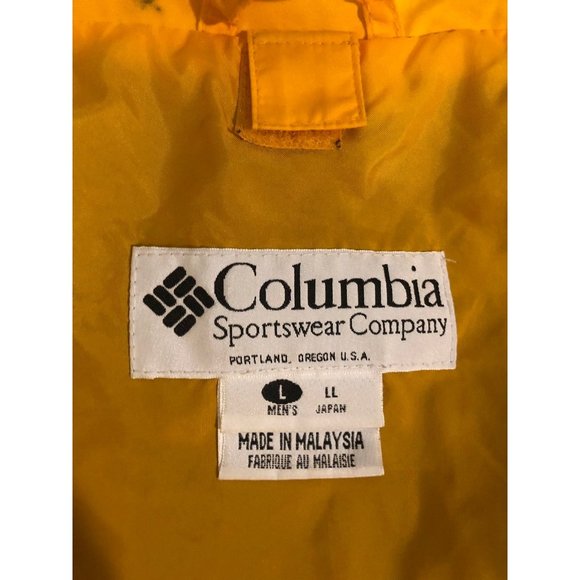 Columbia
Sportswear Company
PORTLAND, OREGON U.S.A.
L LL
MEN'S JAPAN
MADE IN MALAYSIA
FABRIQUE AU MALAISIE